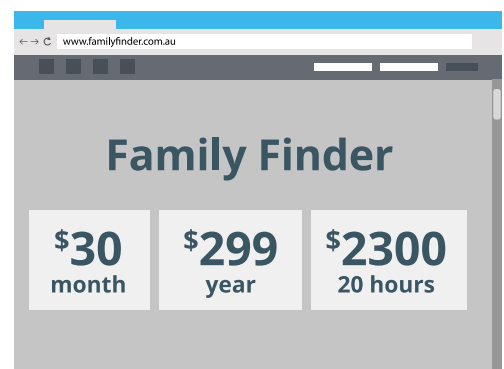 www.familyfinder.com.au
Family Finder
$30
month
$299
year
$2300
20 hours